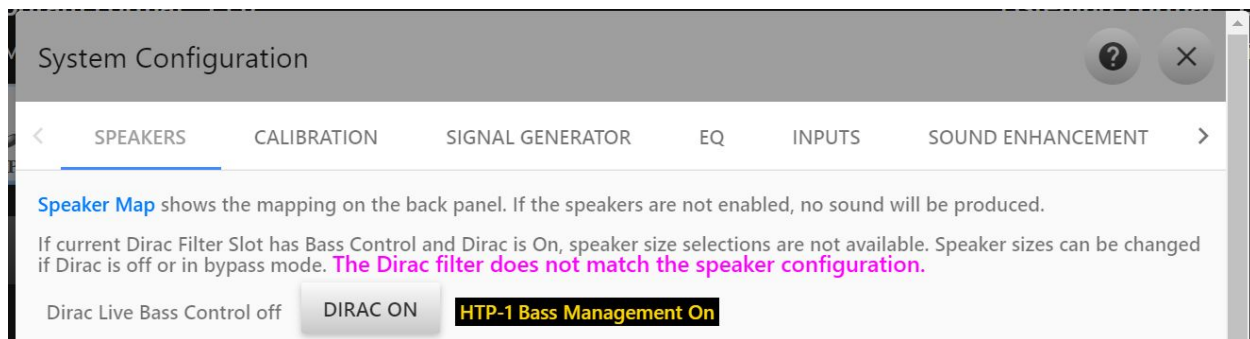 System Configuration
SPEAKERS CALIBRATION SIGNAL GENERATOR EQ INPUTS SOUND ENHANCEMENT
Speaker Map shows the mapping on the back panel. If the speakers are not enabled, no sound will be produced.
If current Dirac Filter Slot has Bass Control and Dirac is On, speaker size selections are not available. Speaker sizes can be changed
if Dirac is off or in bypass mode. The Dirac filter does not match the speaker configuration.
Dirac Live Bass Control off DIRAC ON HTP-1 Bass Management On